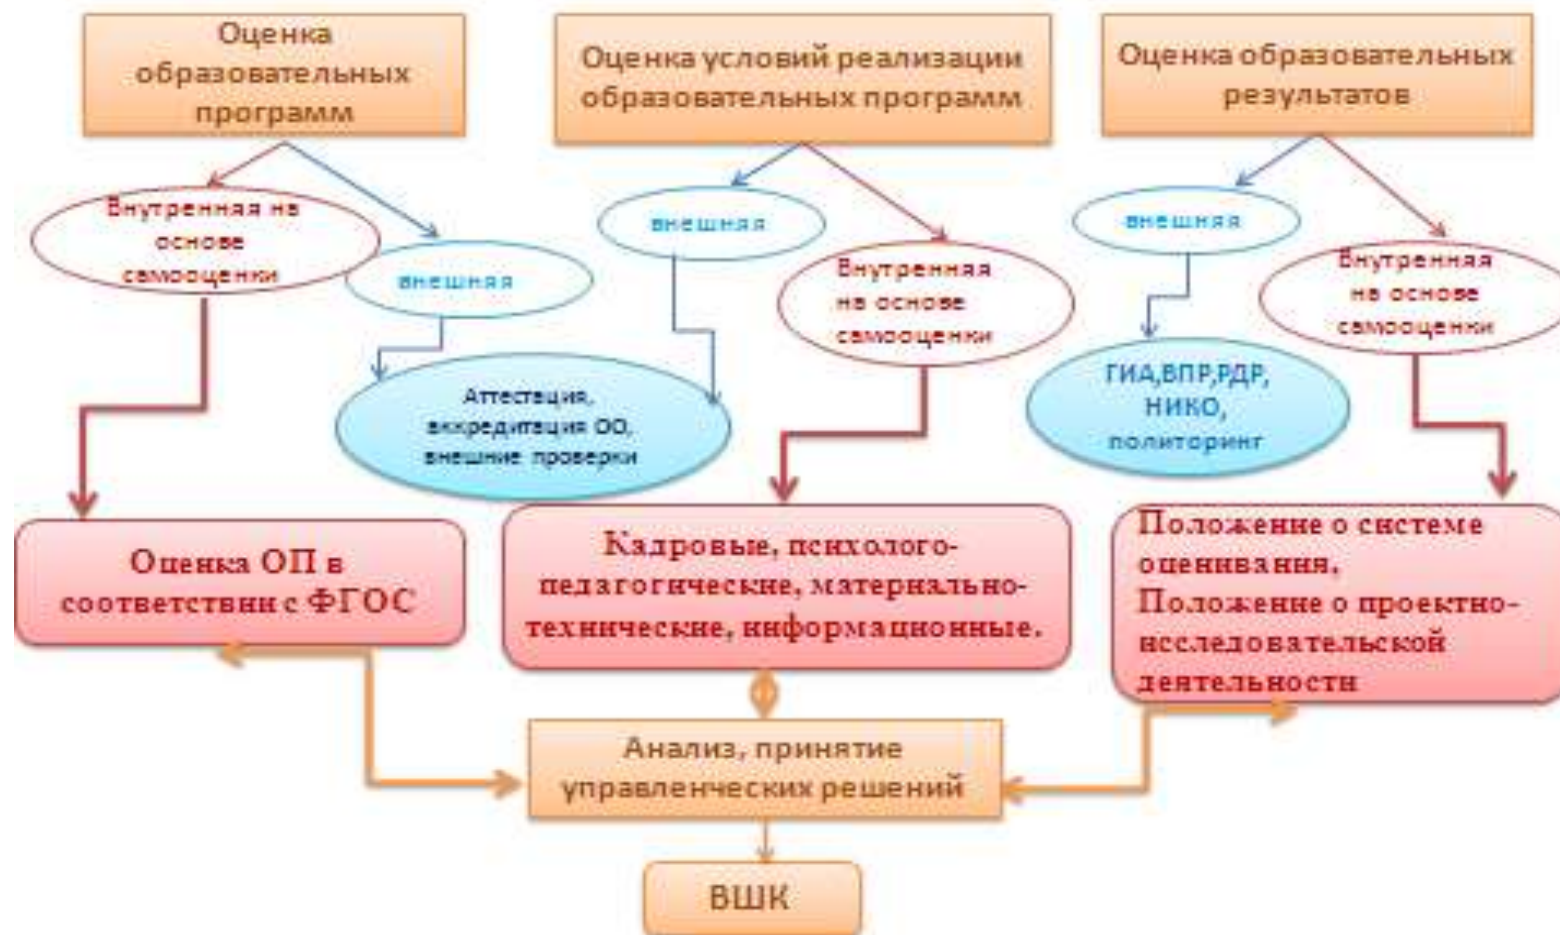 Оценка
образовательных
программ
Оценка условий реализации
образовательных программ
Оценка образовательных
результатов
Внутренняя на
основе
самооценки
внешняя
внешняя
Внутренняя
на основе
самооценки
внешняя
Внутренняя
на основе
самооценки
Аттестация,
аккредитация ОО,
внешние проверки
ГИА,ВПР,РДР,
НИКО,
политоринг
Оценка ОП в
соответствии с ФГОС
Кадровые, психолого-
педагогические, материально-
технические, информационные.
Положение о системе
оценивания.
Положение о проектно-
исследовательской
деятельности
Анализ, принятие
управленческих решений
ВШК